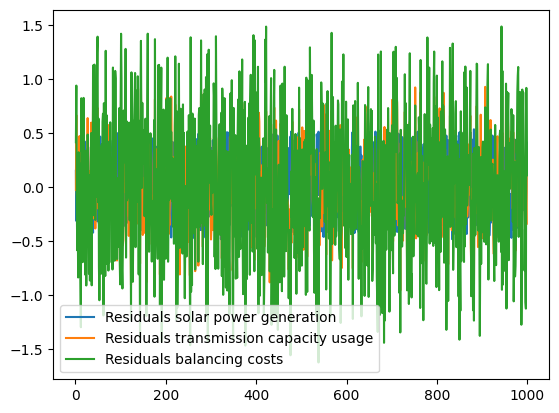 1.5
1.0
0.5
0.0
−0.5
−1.0
−1.5
Residuals solar power generation
Residuals transmission capacity usage
Residuals balancing costs
0 200 400 600 800 1000